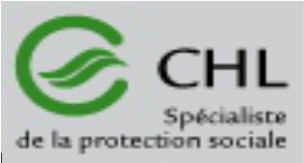 CHL
Spécialiste
de la protection sociale